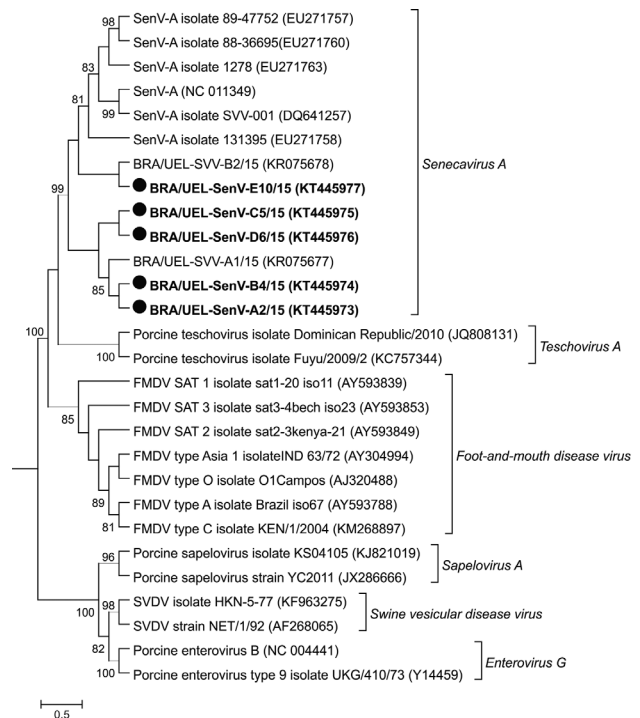 98
SenV-A isolate 89-47752 (EU271757)
SenV-A isolate 88-36695(EU271760)
83
SenV-A isolate 1278 (EU271763)
81
SenV-A (NC 011349)
99
SenV-A isolate SVV-001 (DQ641257)
SenV-A isolate 131395 (EU271758)
BRA/UEL-SVV-B2/15 (KR075678)
Senecavirus A
99
BRA/UEL-SenV-E10/15 (KT445977)
BRA/UEL-SenV-C5/15 (KT445975)
BRA/UEL-SenV-D6/15 (KT445976)
BRA/UEL-SVV-A1/15 (KR075677)
85
BRA/UEL-SenV-B4/15 (KT445974)
BRA/UEL-SenV-A2/15 (KT445973)
100
Porcine teschovirus isolate Dominican Republic/2010 (JQ808131)
Teschovirus A
100
Porcine teschovirus isolate Fuyu/2009/2 (KC757344)
FMDV SAT 1 isolate sat1-20 iso11 (AY593839)
85
FMDV SAT 3 isolate sat3-4bech iso23 (AY593853)
FMDV SAT 2 isolate sat2-3kenya-21 (AY593849)
FMDV type Asia 1 isolateIND 63/72 (AY304994)
Foot-and-mouth disease virus
FMDV type O isolate O1Campos (AJ320488)
89
FMDV type A isolate Brazil iso67 (AY593788)
81
FMDV type C isolate KEN/1/2004 (KM268897)
96
Porcine sapelovirus isolate KS04105 (KJ821019)
Sapelovirus A
Porcine sapelovirus strain YC2011 (JX286666)
100
98
SVDV isolate HKN-5-77 (KF963275)
Swine vesicular disease virus
SVDV strain NET/1/92 (AF268065)
82
Porcine enterovirus B (NC 004441)
Enterovirus G
100
Porcine enterovirus type 9 isolate UKG/410/73 (Y14459)
0.5